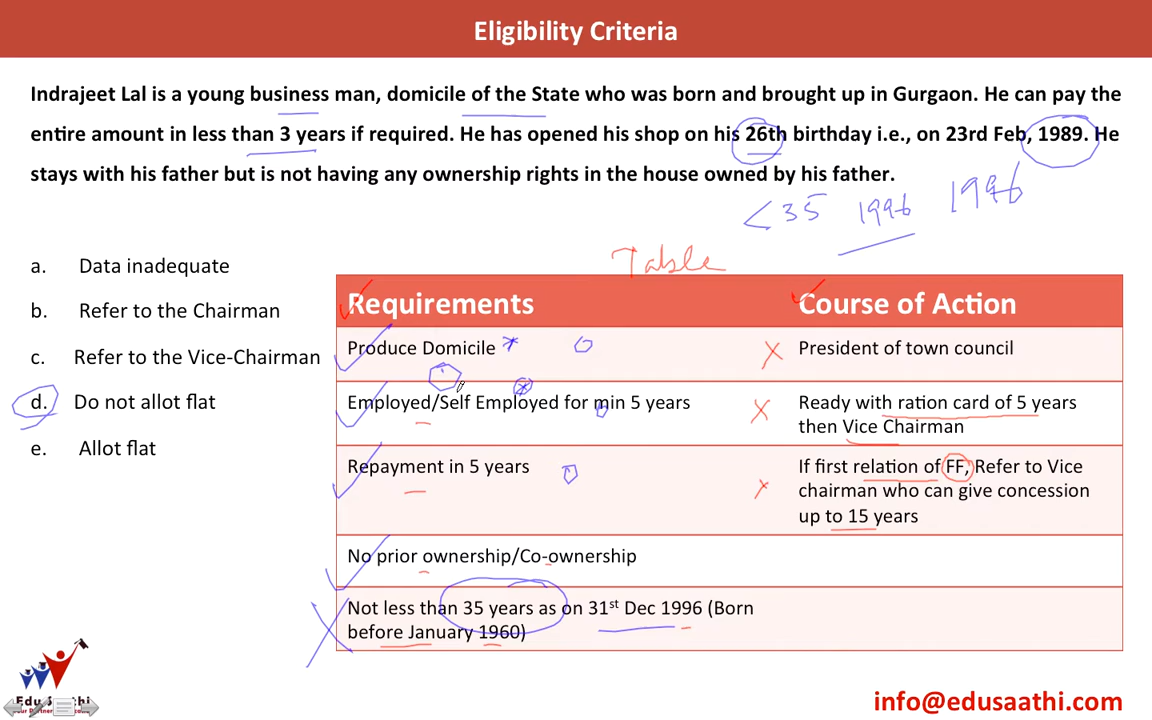 Eligibility Criteria
Indrajeet Lal is a young business man, domicile of the State who was born and brought up in Gurgaon. He can pay the
entire amount in less than 3 years if required. He has opened his shop on his 26th birthday i.e., on 23rd Feb, 1989. He
stays with his father but is not having any ownership rights in the house owned by his father.
<35 1996 1996
a. Data inadequate
b. Refer to the Chairman
c. Refer to the Vice-Chairman
d. Do not allot flat
e. Allot flat
Table
Requirements Course of Action
Produce Domicile * President of town council
Employed/Self Employed for min 5 years Ready with ration card of 5 years
then Vice Chairman
Repayment in 5 years If first relation of FF, Refer to Vice
chairman who can give concession
up to 15 years
No prior ownership/Co-ownership
Not less than 35 years as on 31st Dec 1996 (Born
before January 1960)
info@edusaathi.com